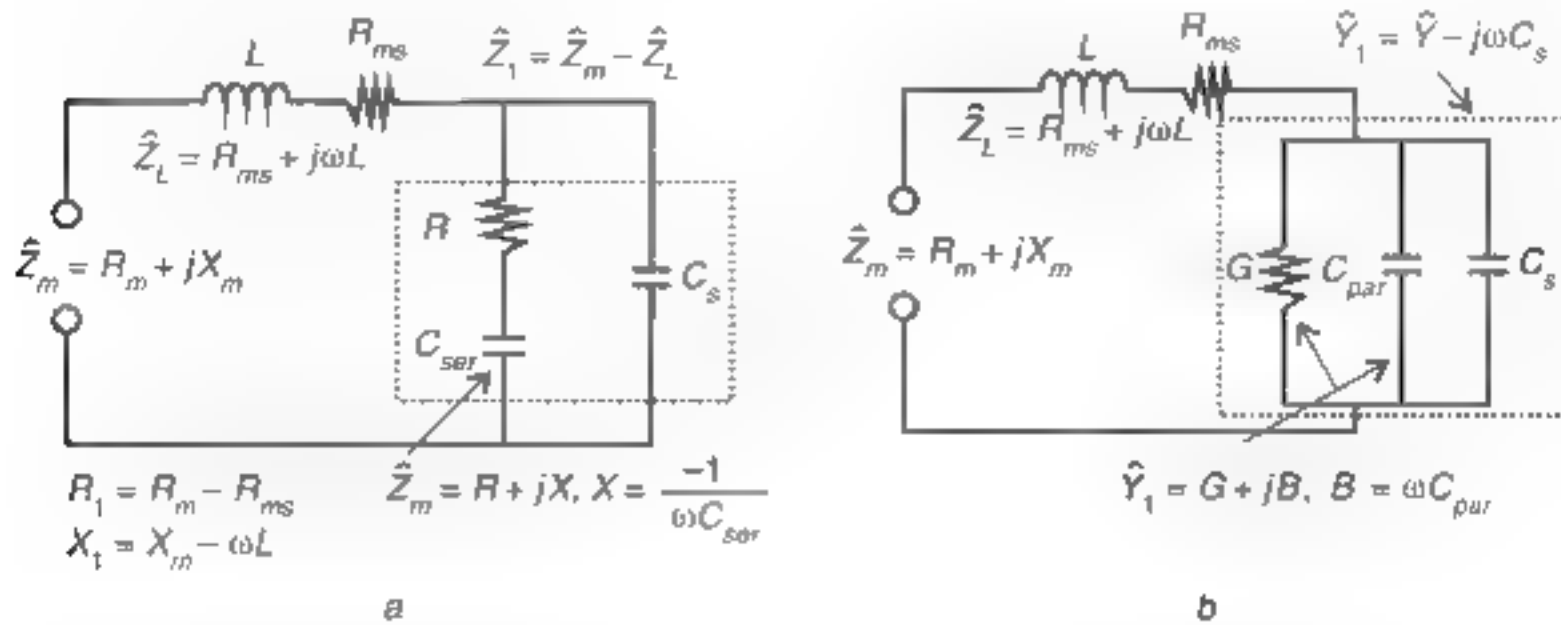 L
R_ms
Ẑ_1 = Ẑ_m − Ẑ_L
Ẑ_L = R_ms + jωL
R
Ẑ_m = R_m + jX_m
C_s
C_ser
R_1 = R_m − R_ms
X_1 = X_m − ωL
Ẑ_m = R + jX, X = −1/ωC_ser
a
L
R_ms
Ŷ_1 = Ŷ − jωC_s
Ẑ_L = R_ms + jωL
Ẑ_m = R_m + jX_m
G
C_par
C_s
Ŷ_1 = G + jB, B = ωC_par
b